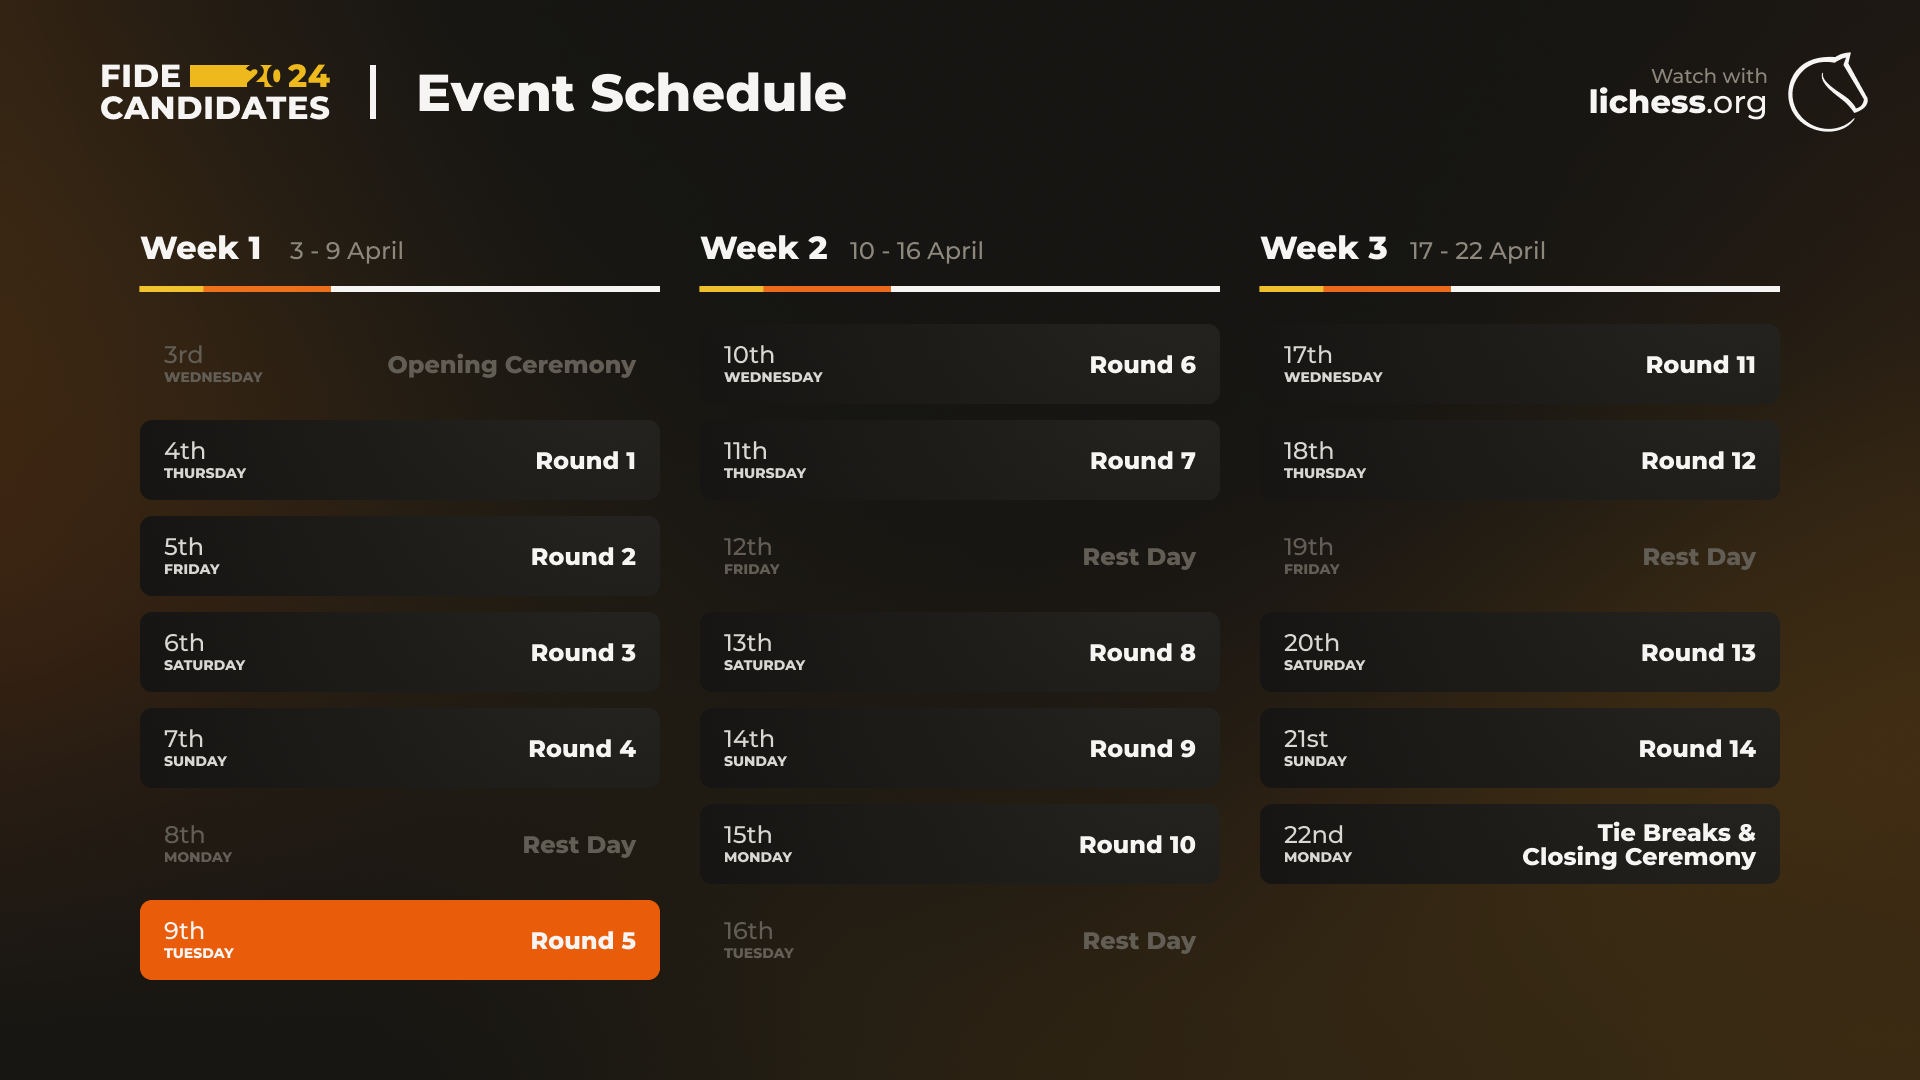 FIDE 2024
CANDIDATES
Event Schedule
Watch with
lichess.org
Week 1 3 - 9 April
3rd
WEDNESDAY
Opening Ceremony
4th
THURSDAY
Round 1
5th
FRIDAY
Round 2
6th
SATURDAY
Round 3
7th
SUNDAY
Round 4
8th
MONDAY
Rest Day
9th
TUESDAY
Round 5
Week 2 10 - 16 April
10th
WEDNESDAY
Round 6
11th
THURSDAY
Round 7
12th
FRIDAY
Rest Day
13th
SATURDAY
Round 8
14th
SUNDAY
Round 9
15th
MONDAY
Round 10
16th
TUESDAY
Rest Day
Week 3 17 - 22 April
17th
WEDNESDAY
Round 11
18th
THURSDAY
Round 12
19th
FRIDAY
Rest Day
20th
SATURDAY
Round 13
21st
SUNDAY
Round 14
22nd
MONDAY
Tie Breaks &
Closing Ceremony